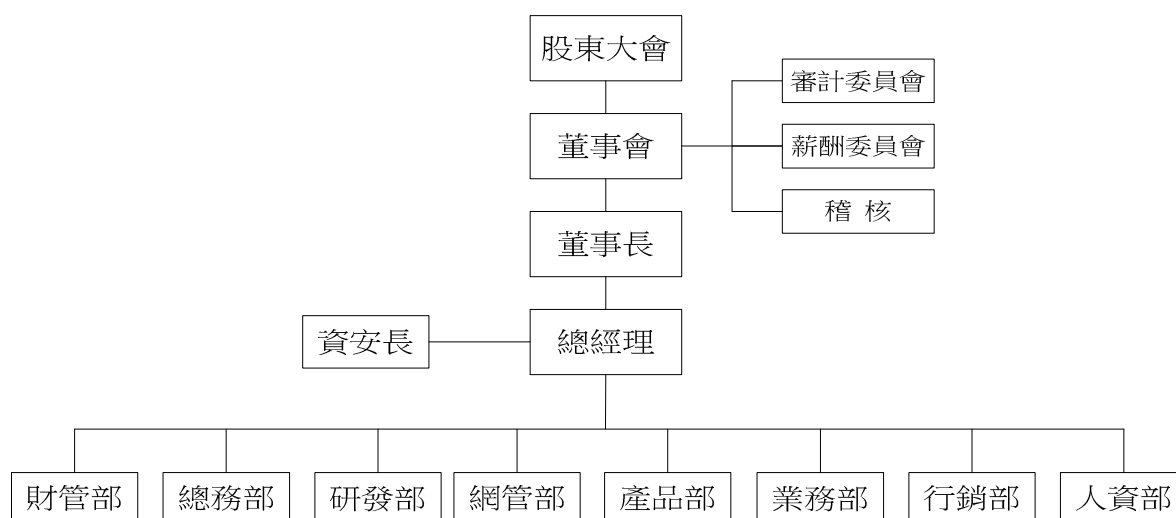 股東大會
審計委員會
董事會
薪酬委員會
稽 核
董事長
資安長
總經理
財管部
總務部
研發部
網管部
產品部
業務部
行銷部
人資部